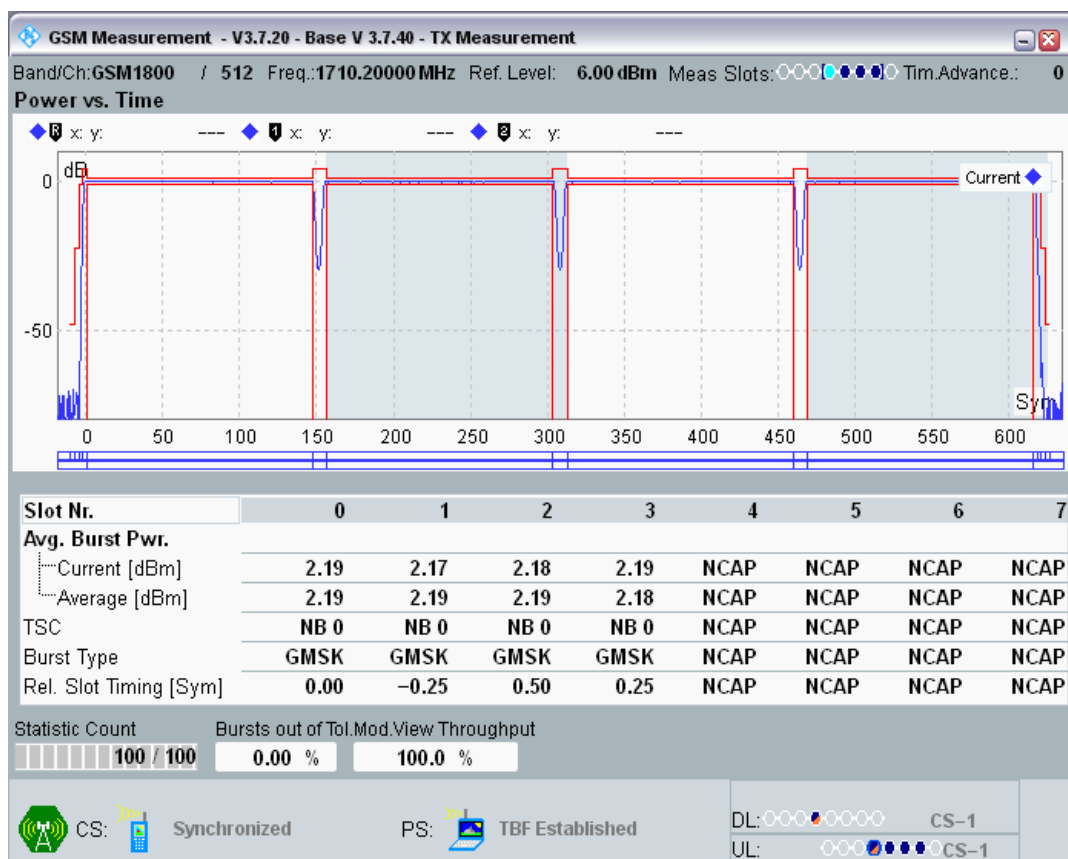 GSM Measurement - V3.7.20 - Base V 3.7.40 - TX Measurement
Band/Ch:GSM1800 / 512 Freq.:1710.20000 MHz Ref. Level: 6.00 dBm Meas Slots: Tim.Advance.: 0
Power vs. Time
R x: y: --- 1 x: y: --- 2 x: y: ---
dB
Current
0
-50
Sym
0 50 100 150 200 250 300 350 400 450 500 550 600
Slot Nr. 0 1 2 3 4 5 6 7
Avg. Burst Pwr.
Current [dBm] 2.19 2.17 2.18 2.19 NCAP NCAP NCAP NCAP
Average [dBm] 2.19 2.19 2.19 2.18 NCAP NCAP NCAP NCAP
TSC NB 0 NB 0 NB 0 NB 0 NCAP NCAP NCAP NCAP
Burst Type GMSK GMSK GMSK GMSK NCAP NCAP NCAP NCAP
Rel. Slot Timing [Sym] 0.00 −0.25 0.50 0.25 NCAP NCAP NCAP NCAP
Statistic Count Bursts out of Tol.Mod.View Throughput
100 / 100 0.00 % 100.0 %
CS: Synchronized PS: TBF Established DL: CS−1
UL: CS−1